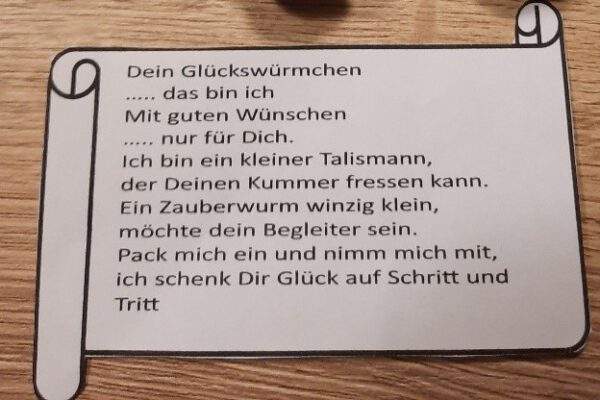 Dein Glückswürmchen
..... das bin ich
Mit guten Wünschen
..... nur für Dich.
Ich bin ein kleiner Talismann,
der Deinen Kummer fressen kann.
Ein Zauberwurm winzig klein,
möchte dein Begleiter sein.
Pack mich ein und nimm mich mit,
ich schenk Dir Glück auf Schritt und
Tritt